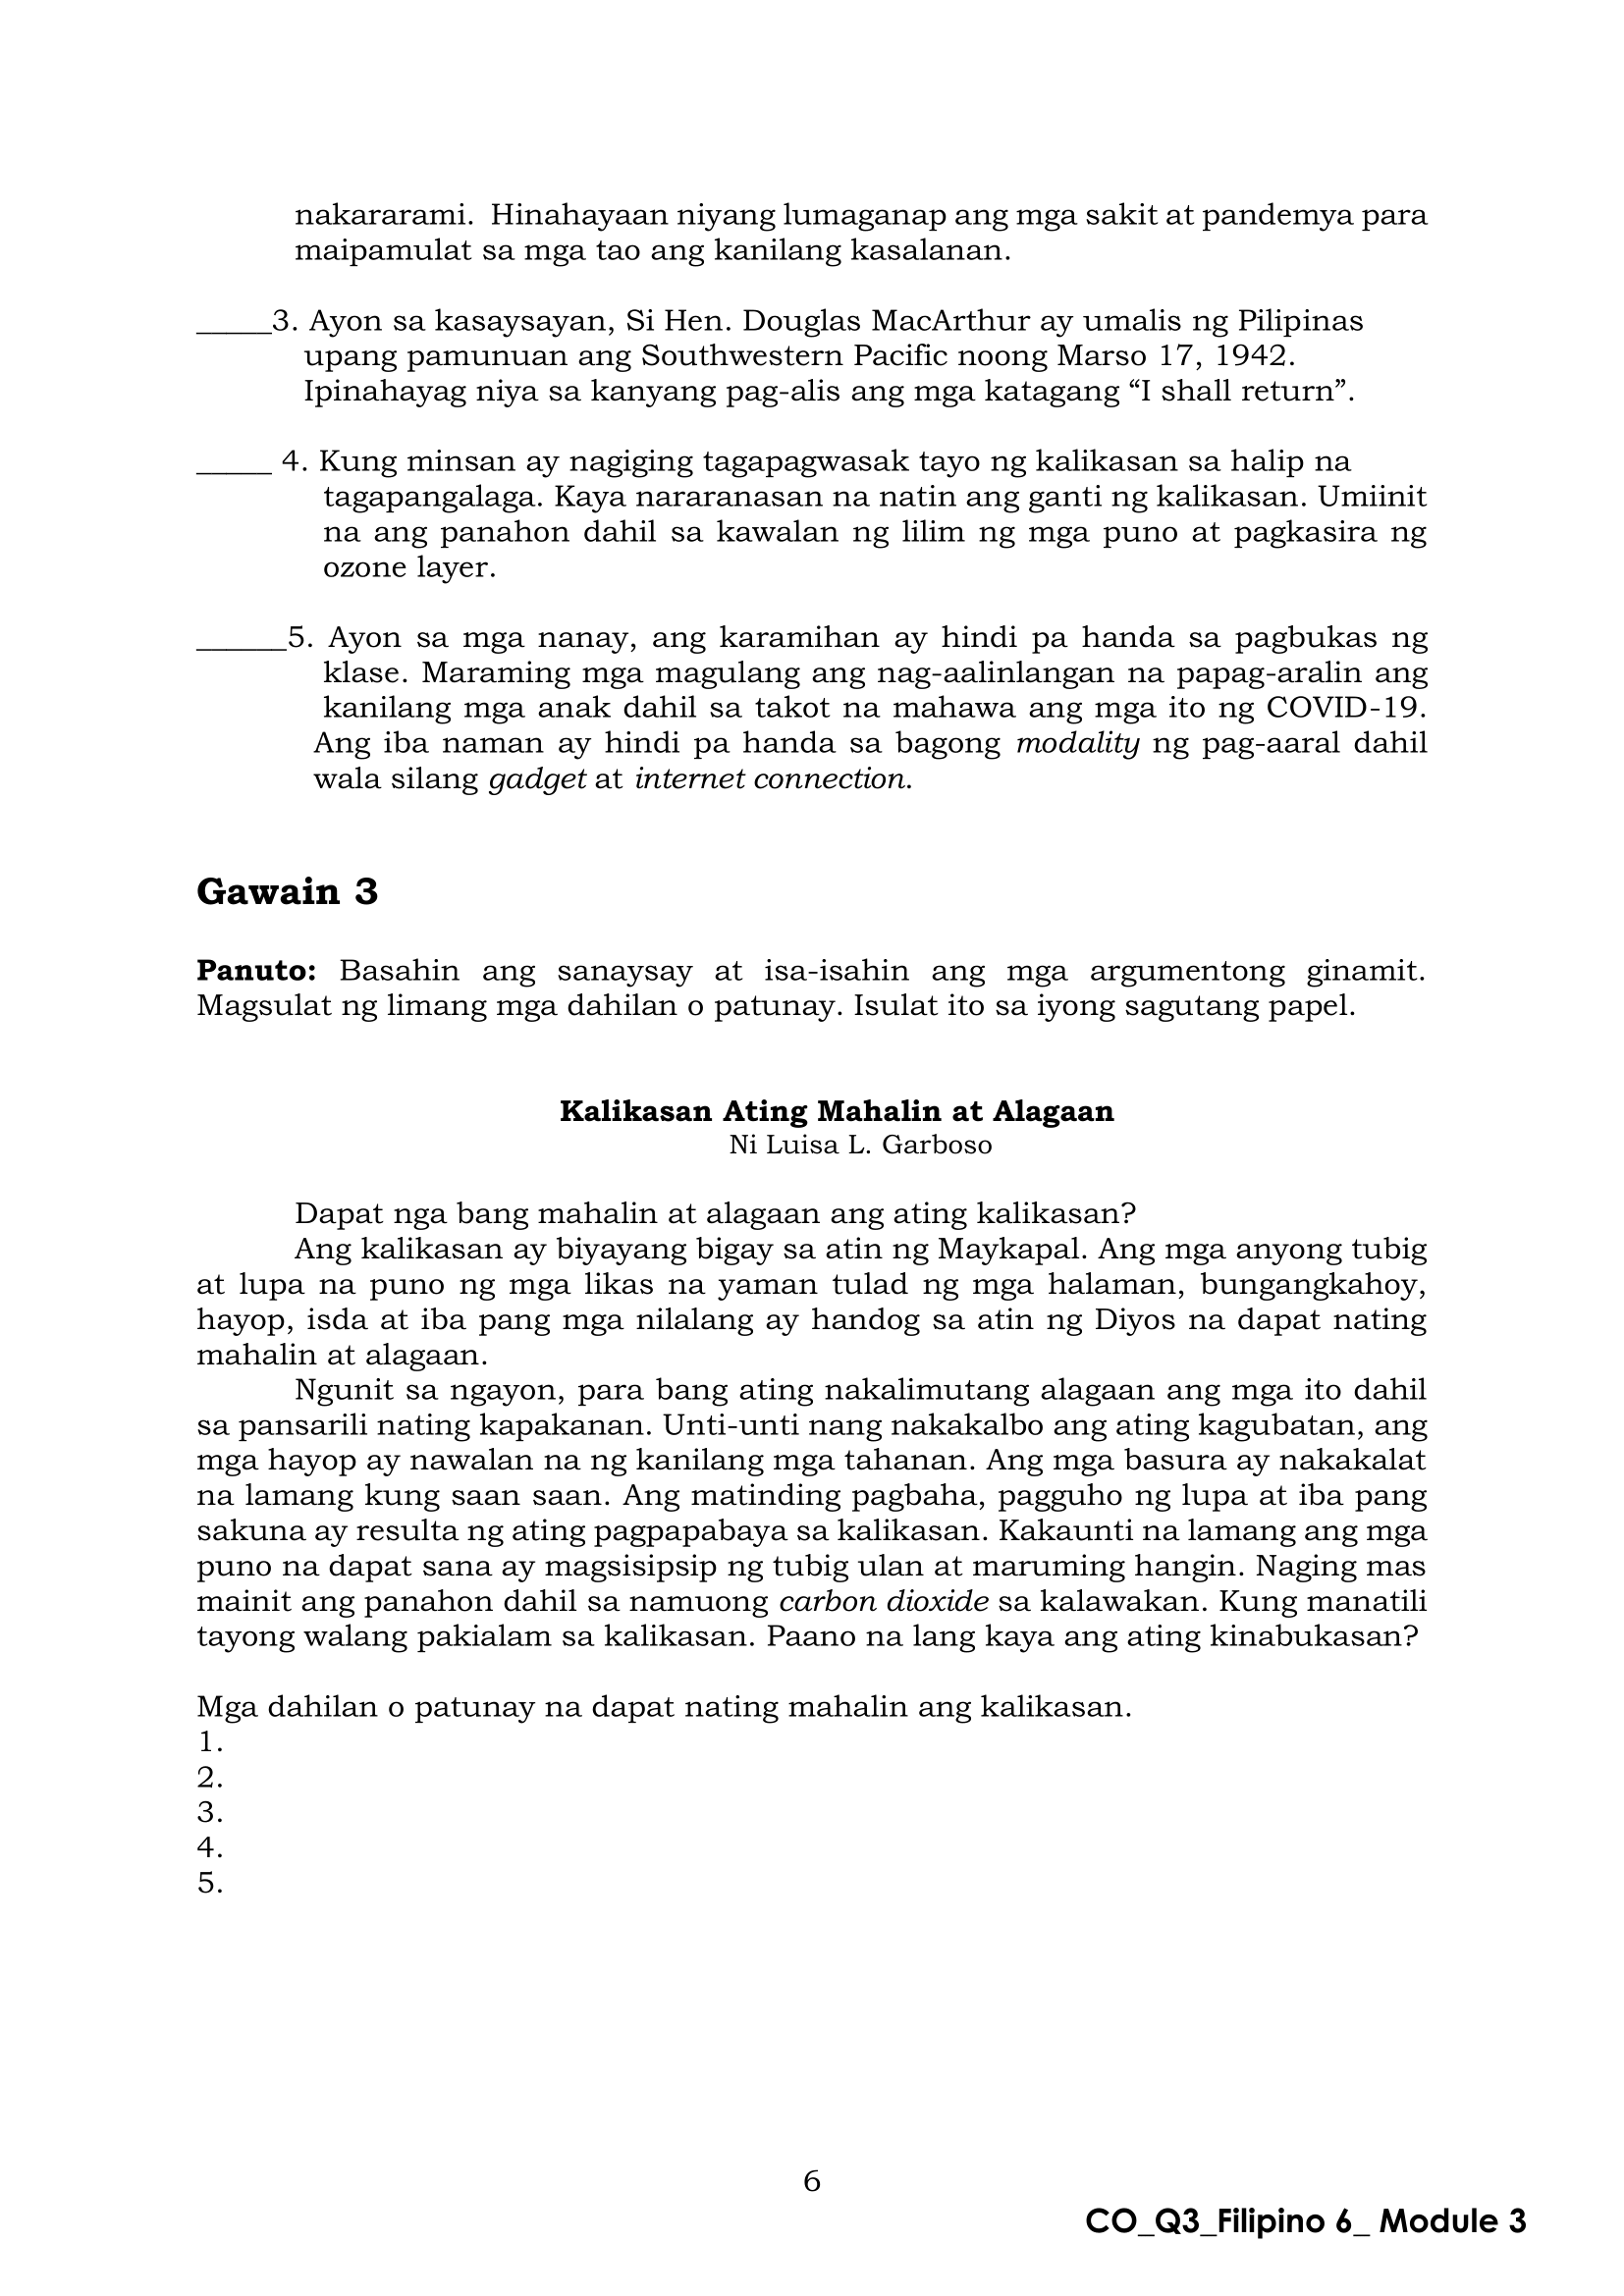 nakararami. Hinahayaan niyang lumaganap ang mga sakit at pandemya para
maipamulat sa mga tao ang kanilang kasalanan.
_____3. Ayon sa kasaysayan, Si Hen. Douglas MacArthur ay umalis ng Pilipinas
upang pamunuan ang Southwestern Pacific noong Marso 17, 1942.
Ipinahayag niya sa kanyang pag-alis ang mga katagang “I shall return”.
_____ 4. Kung minsan ay nagiging tagapagwasak tayo ng kalikasan sa halip na
tagapangalaga. Kaya nararanasan na natin ang ganti ng kalikasan. Umiinit
na ang panahon dahil sa kawalan ng lilim ng mga puno at pagkasira ng
ozone layer.
______5. Ayon sa mga nanay, ang karamihan ay hindi pa handa sa pagbukas ng
klase. Maraming mga magulang ang nag-aalinlangan na papag-aralin ang
kanilang mga anak dahil sa takot na mahawa ang mga ito ng COVID-19.
Ang iba naman ay hindi pa handa sa bagong modality ng pag-aaral dahil
wala silang gadget at internet connection.
Gawain 3
Panuto: Basahin ang sanaysay at isa-isahin ang mga argumentong ginamit.
Magsulat ng limang mga dahilan o patunay. Isulat ito sa iyong sagutang papel.
Kalikasan Ating Mahalin at Alagaan
Ni Luisa L. Garboso
Dapat nga bang mahalin at alagaan ang ating kalikasan?
Ang kalikasan ay biyayang bigay sa atin ng Maykapal. Ang mga anyong tubig
at lupa na puno ng mga likas na yaman tulad ng mga halaman, bungangkahoy,
hayop, isda at iba pang mga nilalang ay handog sa atin ng Diyos na dapat nating
mahalin at alagaan.
Ngunit sa ngayon, para bang ating nakalimutang alagaan ang mga ito dahil
sa pansarili nating kapakanan. Unti-unti nang nakakalbo ang ating kagubatan, ang
mga hayop ay nawalan na ng kanilang mga tahanan. Ang mga basura ay nakakalat
na lamang kung saan saan. Ang matinding pagbaha, pagguho ng lupa at iba pang
sakuna ay resulta ng ating pagpapabaya sa kalikasan. Kakaunti na lamang ang mga
puno na dapat sana ay magsisipsip ng tubig ulan at maruming hangin. Naging mas
mainit ang panahon dahil sa namuong carbon dioxide sa kalawakan. Kung manatili
tayong walang pakialam sa kalikasan. Paano na lang kaya ang ating kinabukasan?
Mga dahilan o patunay na dapat nating mahalin ang kalikasan.
1.
2.
3.
4.
5.
6
CO_Q3_Filipino 6_ Module 3